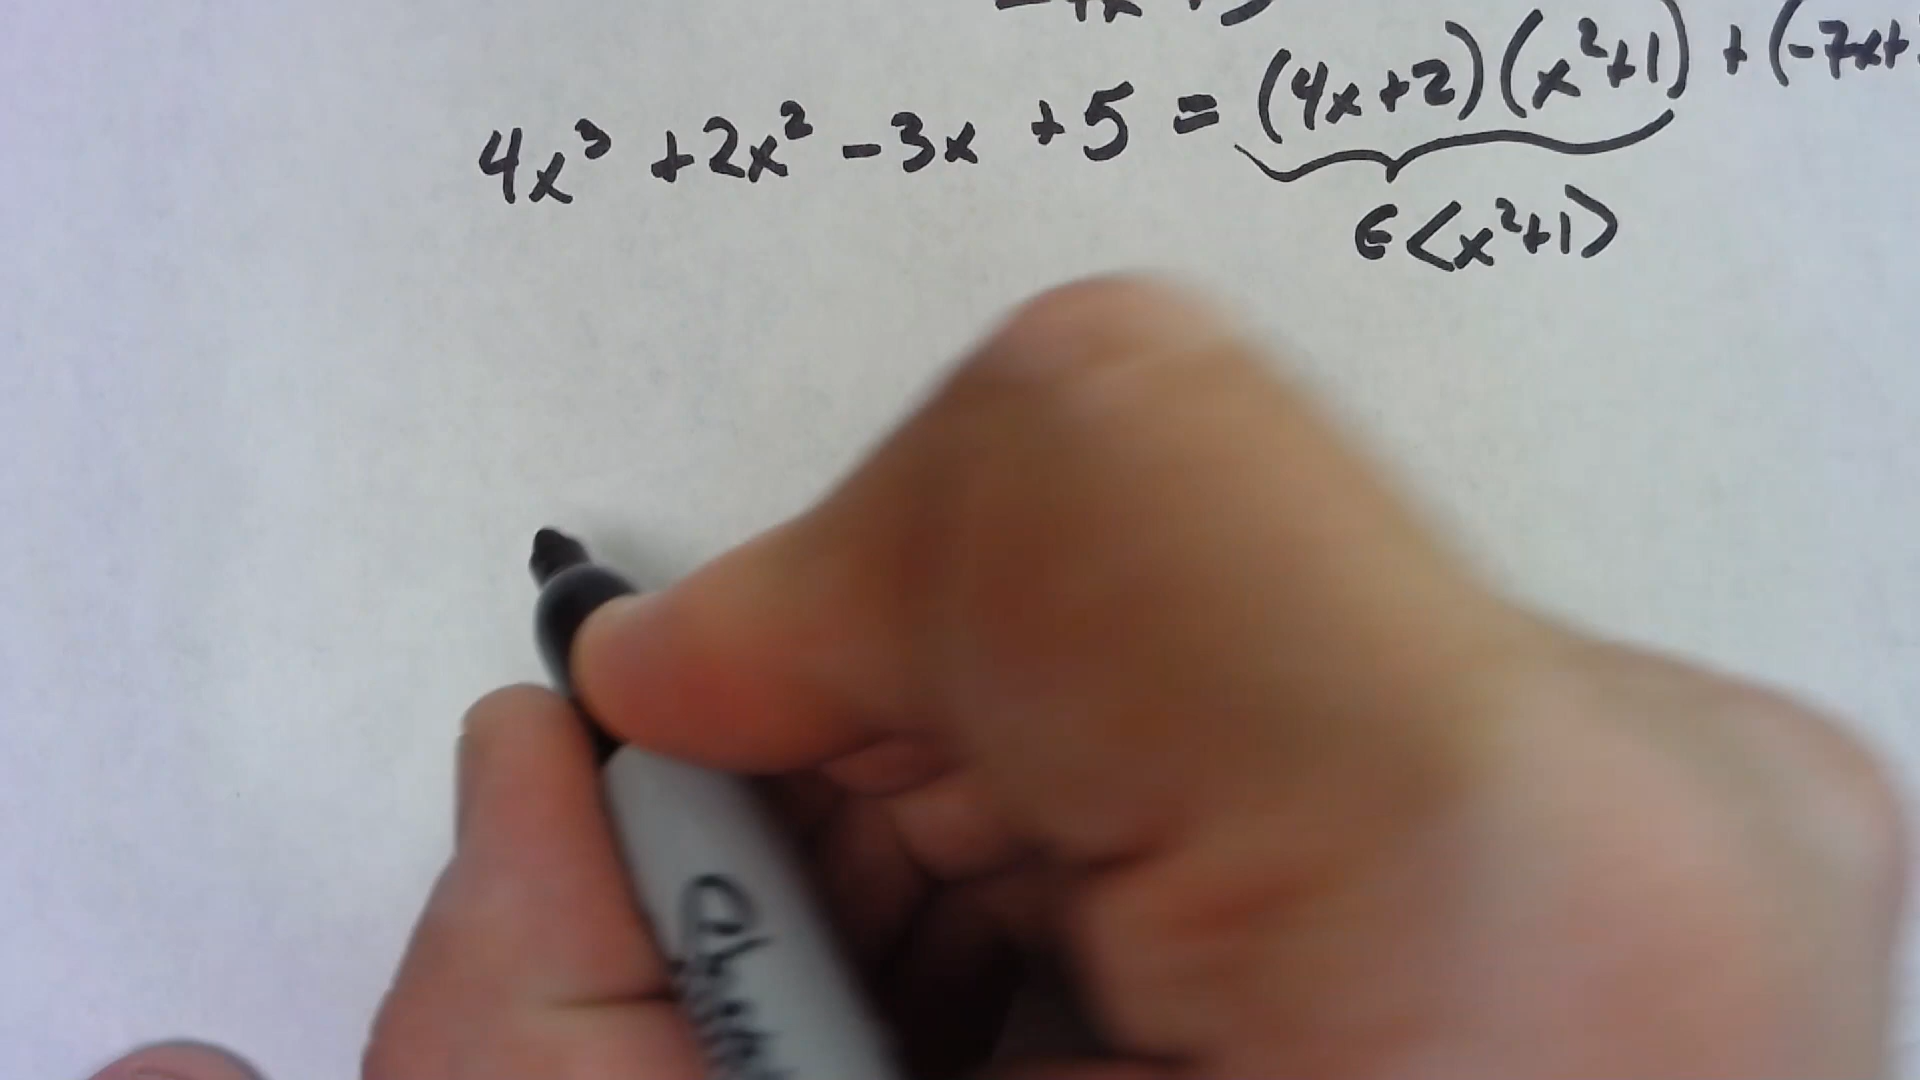 4x³ + 2x² - 3x + 5 = (4x+2)(x²+1) + (-7x+
∈⟨x²+1⟩